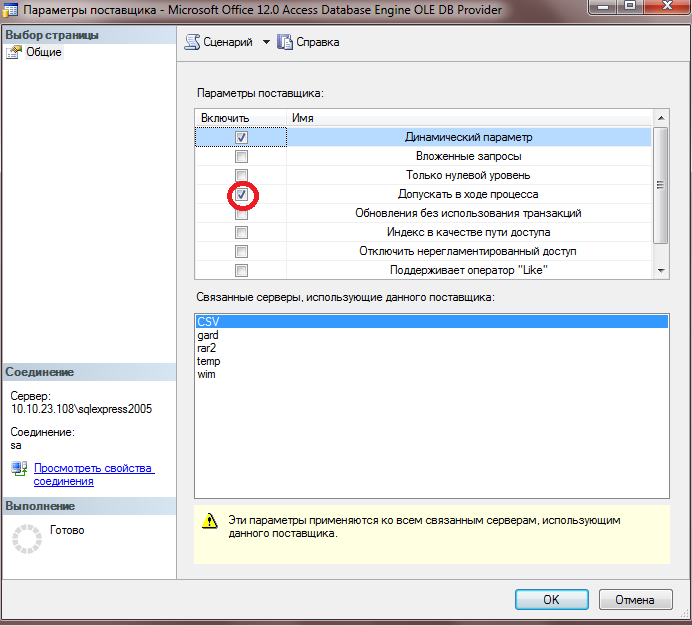 Параметры поставщика - Microsoft Office 12.0 Access Database Engine OLE DB Provider
Выбор страницы
Общие
Сценарий
Справка
Параметры поставщика:
Включить Имя
Динамический параметр
Вложенные запросы
Только нулевой уровень
Допускать в ходе процесса
Обновления без использования транзакций
Индекс в качестве пути доступа
Отключить нерегламентированный доступ
Поддерживает оператор "Like"
Связанные серверы, использующие данного поставщика:
CSV
gard
rar2
temp
wim
Соединение
Сервер:
10.10.23.108\sqlexpress2005
Соединение:
sa
Просмотреть свойства
соединения
Выполнение
Готово
Эти параметры применяются ко всем связанным серверам, использующим
данного поставщика.
OK
Отмена